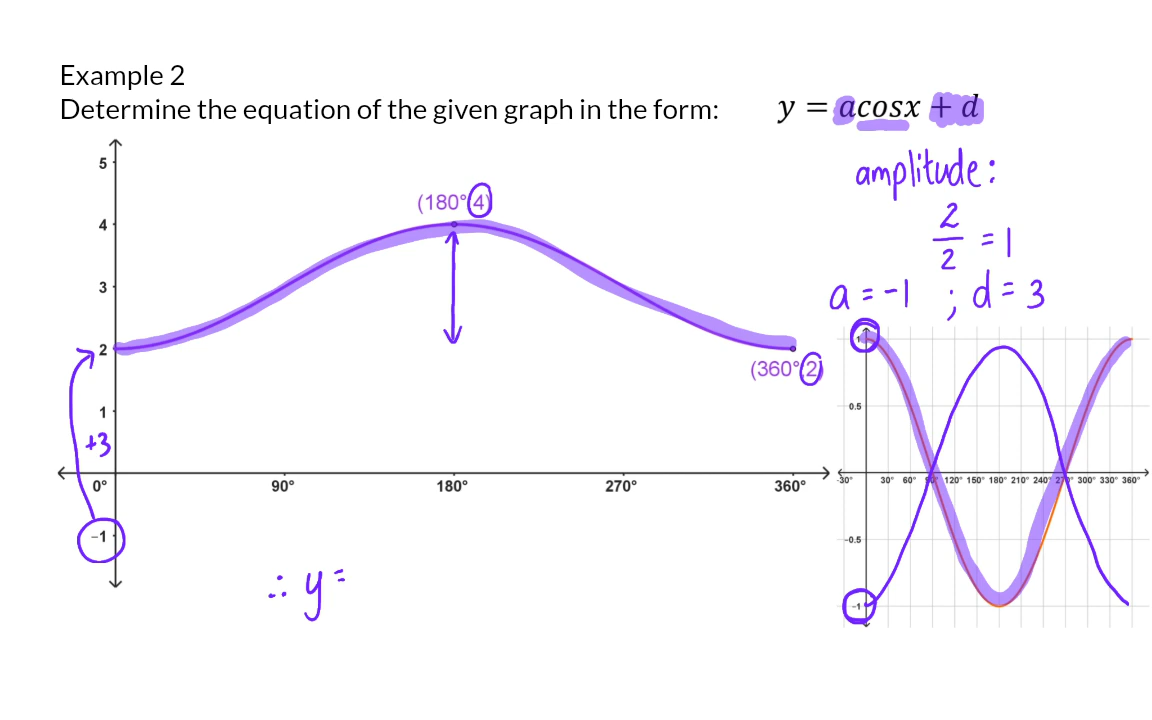 Example 2
Determine the equation of the given graph in the form: y = acosx + d
amplitude:
2/2 = 1
a = -1 ; d = 3
5
4
3
2
1
-1
+3
(180°,4)
(360°,2)
0° 90° 180° 270° 360°
∴ y =
1
0.5
-0.5
-1
-30° 30° 60° 90° 120° 150° 180° 210° 240° 270° 300° 330° 360°